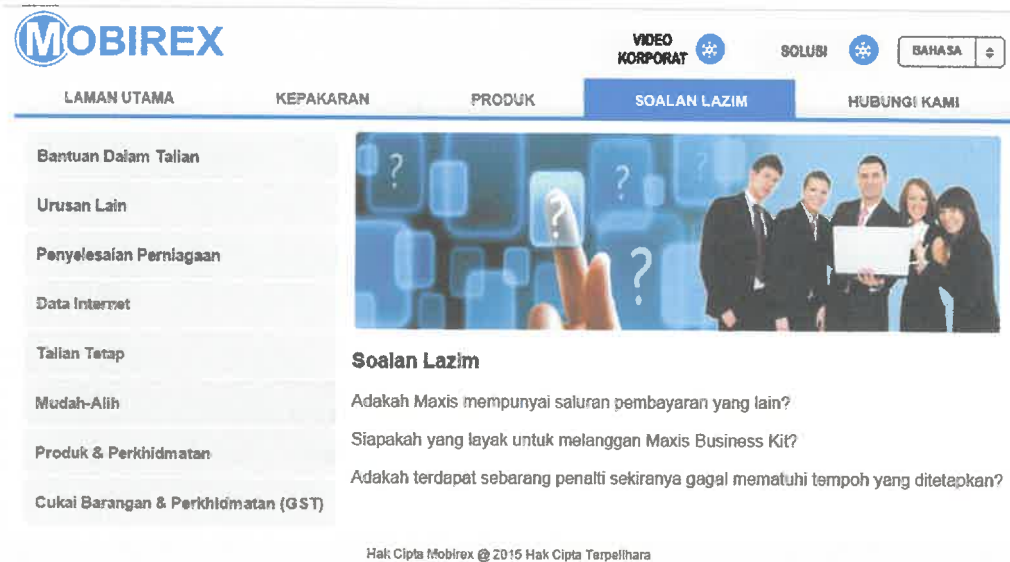 MOBIREX
VIDEO
KORPORAT
SOLUSI
BAHASA
LAMAN UTAMA KEPAKARAN PRODUK SOALAN LAZIM HUBUNGI KAMI
Bantuan Dalam Talian
Urusan Lain
Penyelesaian Perniagaan
Data Internet
Talian Tetap
Mudah-Alih
Produk & Perkhidmatan
Cukai Barangan & Perkhidmatan (GST)
? ? ? ? ?
Soalan Lazim
Adakah Maxis mempunyai saluran pembayaran yang lain?
Siapakah yang layak untuk melanggan Maxis Business Kit?
Adakah terdapat sebarang penalti sekiranya gagal mematuhi tempoh yang ditetapkan?
Hak Cipta Mobirex @ 2015 Hak Cipta Terpelihara